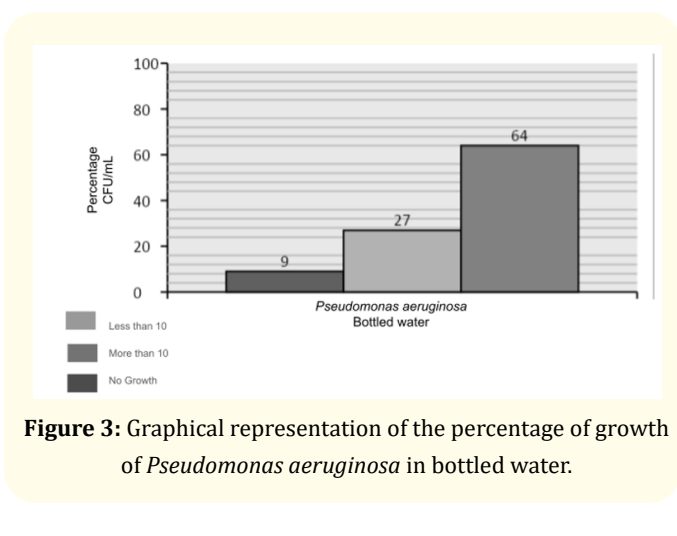 100
80
60
40
20
0
Percentage
CFU/mL
9
27
64
Pseudomonas aeruginosa
Bottled water
Less than 10
More than 10
No Growth
Figure 3: Graphical representation of the percentage of growth
of Pseudomonas aeruginosa in bottled water.